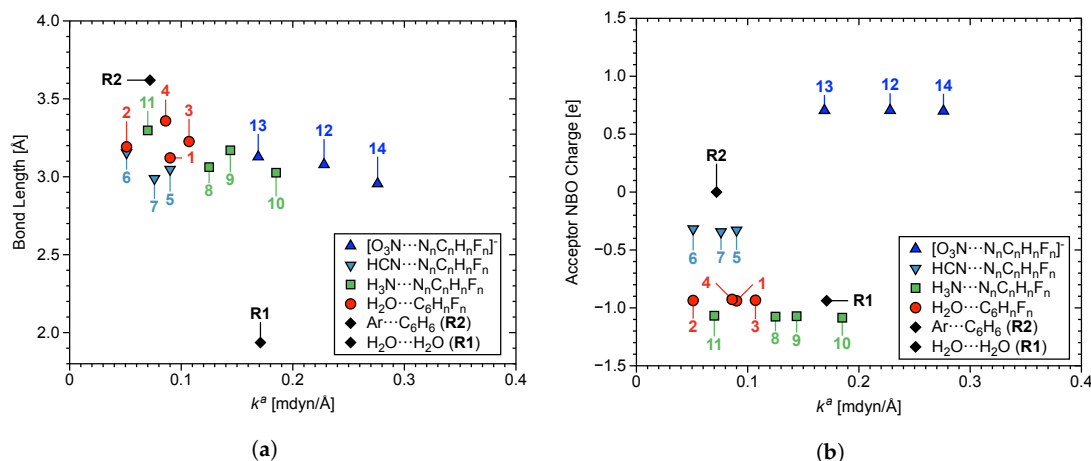 4.0
3.5
3.0
2.5
2.0
Bond Length [Å]
0
0.1
0.2
0.3
0.4
kᵃ [mdyn/Å]
R2
2
11
4
3
1
6
7
5
8
9
10
13
12
14
R1
[O₃N···NₙCₙHₙFₙ]⁻
HCN···NₙCₙHₙFₙ
H₃N···NₙCₙHₙFₙ
H₂O···C₆HₙFₙ
Ar···C₆H₆ (R2)
H₂O···H₂O (R1)
(a)
1.5
1.0
0.5
0
−0.5
−1.0
−1.5
Acceptor NBO Charge [e]
0
0.1
0.2
0.3
0.4
kᵃ [mdyn/Å]
13
12
14
R2
6
7
5
4
1
2
3
R1
11
8
9
10
[O₃N···NₙCₙHₙFₙ]⁻
HCN···NₙCₙHₙFₙ
H₃N···NₙCₙHₙFₙ
H₂O···C₆HₙFₙ
Ar···C₆H₆ (R2)
H₂O···H₂O (R1)
(b)